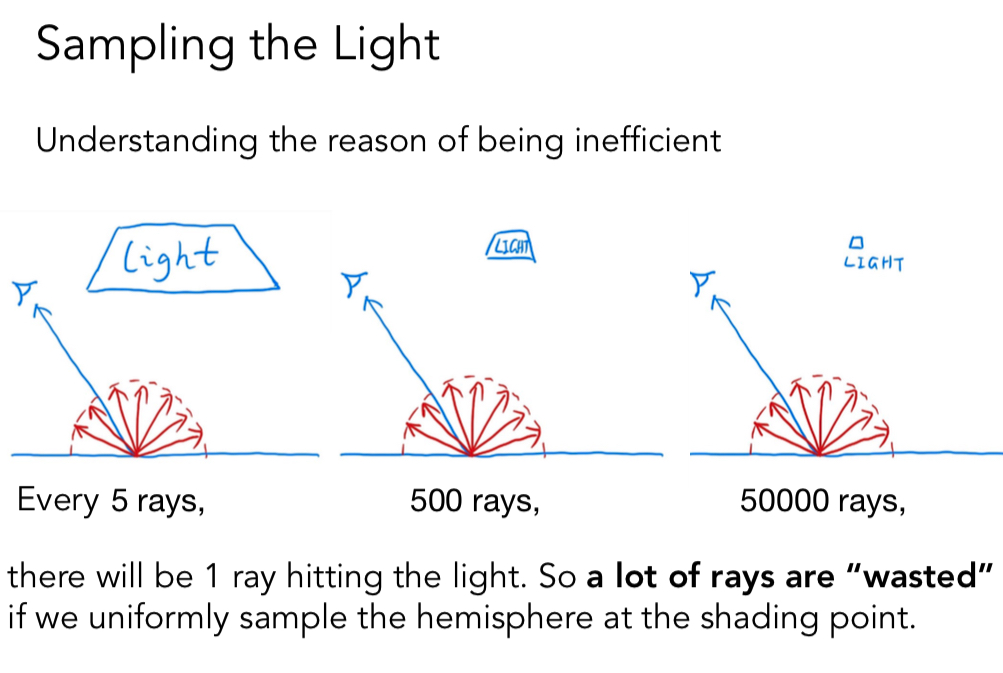 Sampling the Light
Understanding the reason of being inefficient
Light
LIGHT
LIGHT
Every 5 rays,
500 rays,
50000 rays,
there will be 1 ray hitting the light. So a lot of rays are “wasted”
if we uniformly sample the hemisphere at the shading point.